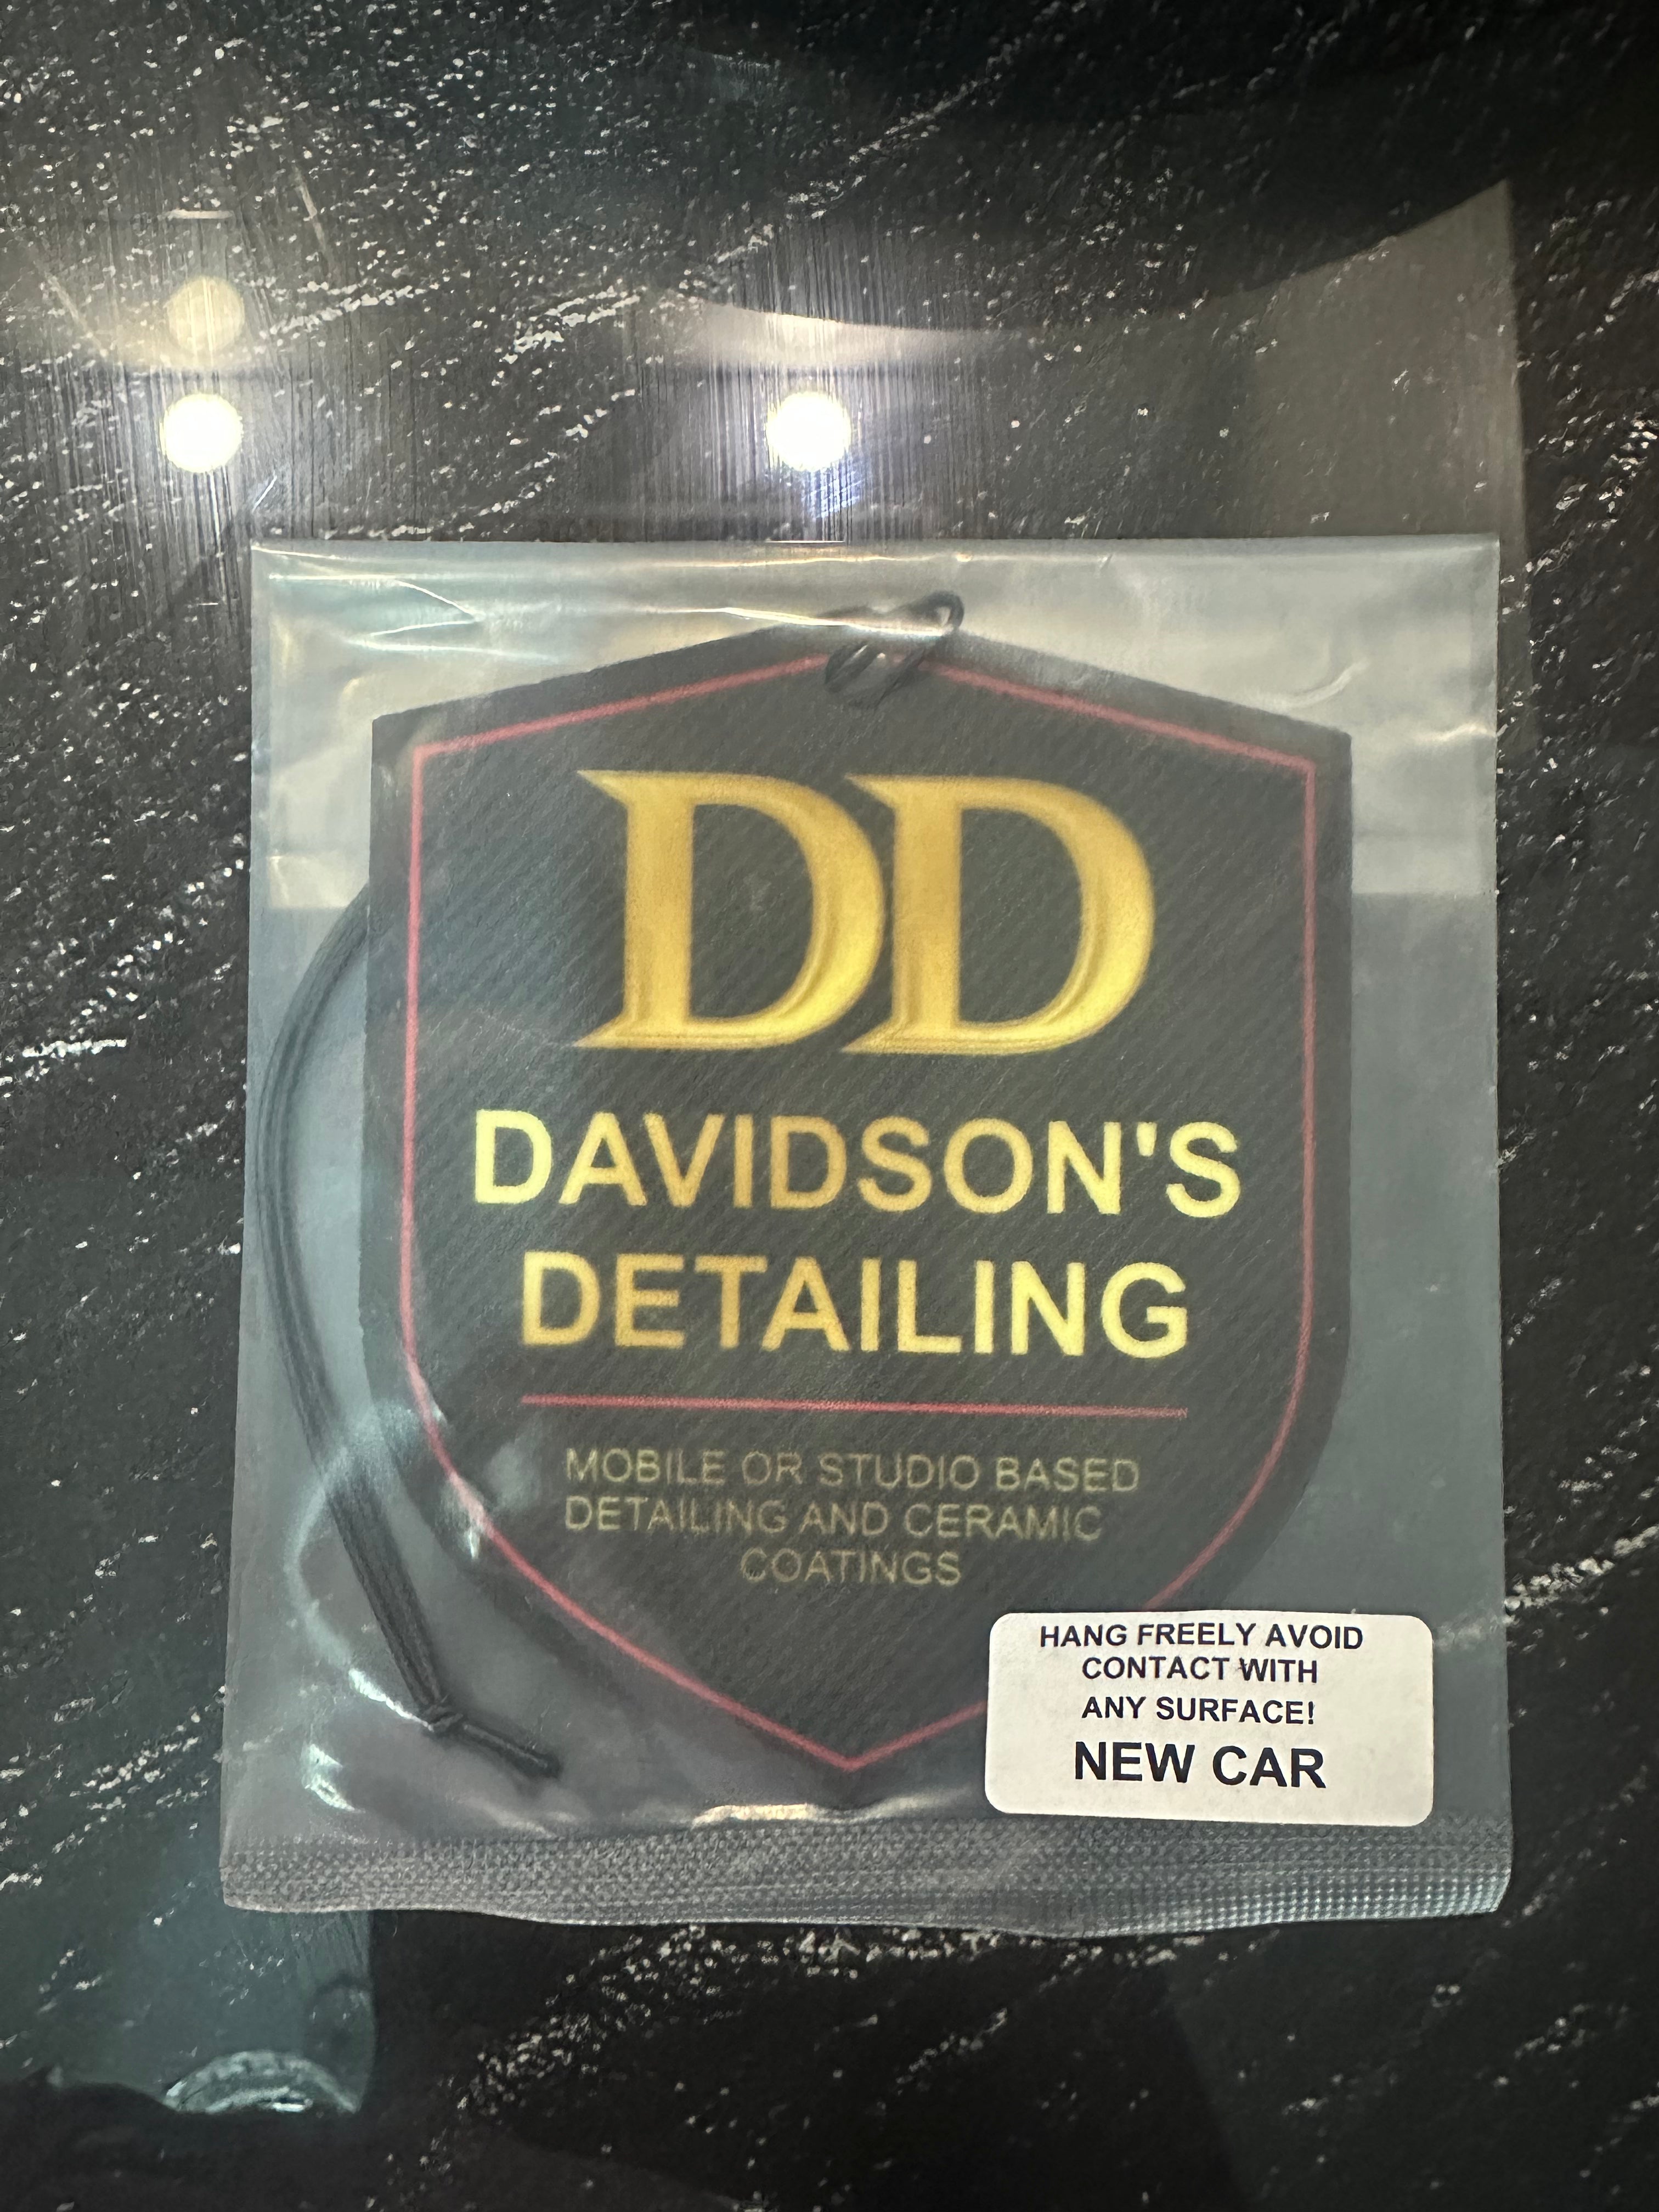 DD
DAVIDSON'S
DETAILING
MOBILE OR STUDIO BASED
DETAILING AND CERAMIC
COATINGS
HANG FREELY AVOID
CONTACT WITH
ANY SURFACE!
NEW CAR